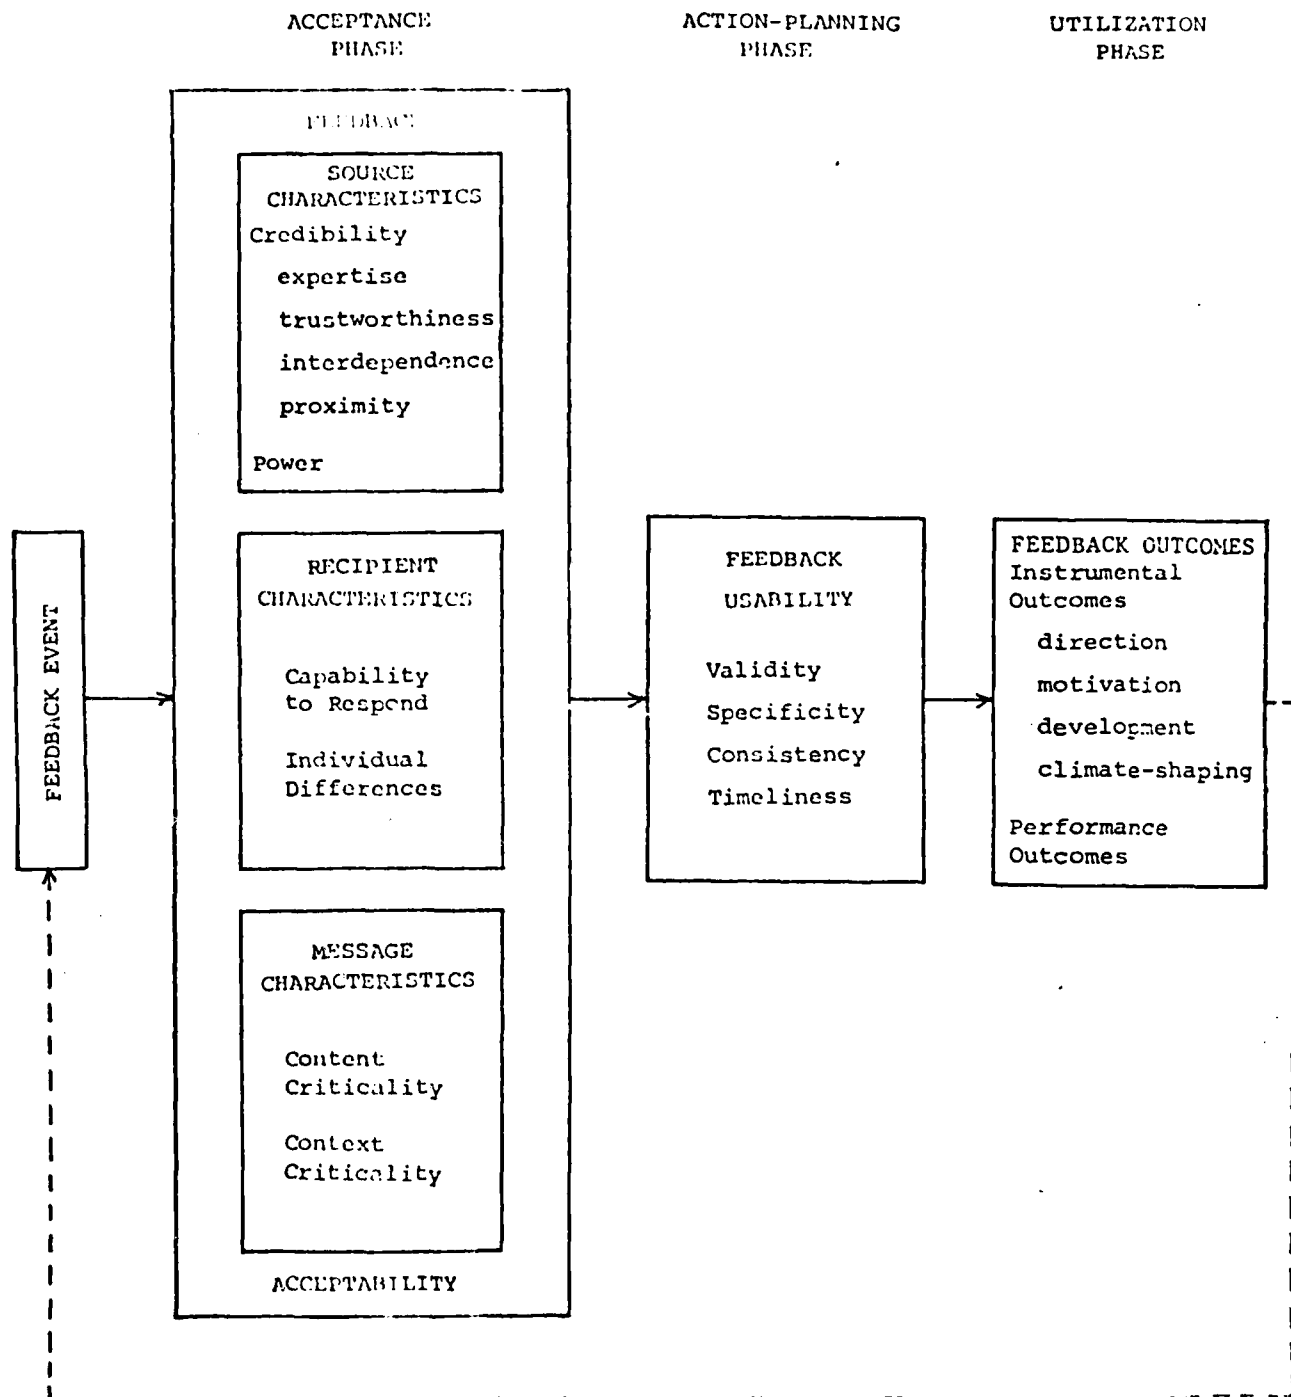 ACCEPTANCE
PHASE
ACTION-PLANNING
PHASE
UTILIZATION
PHASE
FEEDBACK
SOURCE
CHARACTERISTICS
Credibility
expertise
trustworthiness
interdependence
proximity
Power
FEEDBACK EVENT
RECIPIENT
CHARACTERISTICS
Capability
to Respond
Individual
Differences
MESSAGE
CHARACTERISTICS
Content
Criticality
Context
Criticality
ACCEPTABILITY
FEEDBACK
USABILITY
Validity
Specificity
Consistency
Timeliness
FEEDBACK OUTCOMES
Instrumental
Outcomes
direction
motivation
development
climate-shaping
Performance
Outcomes